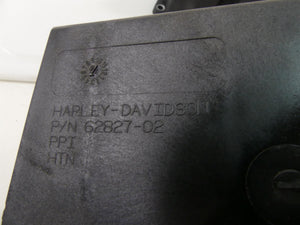 HARLEY-DAVIDSON
P/N 62827-02
PPI
HTN